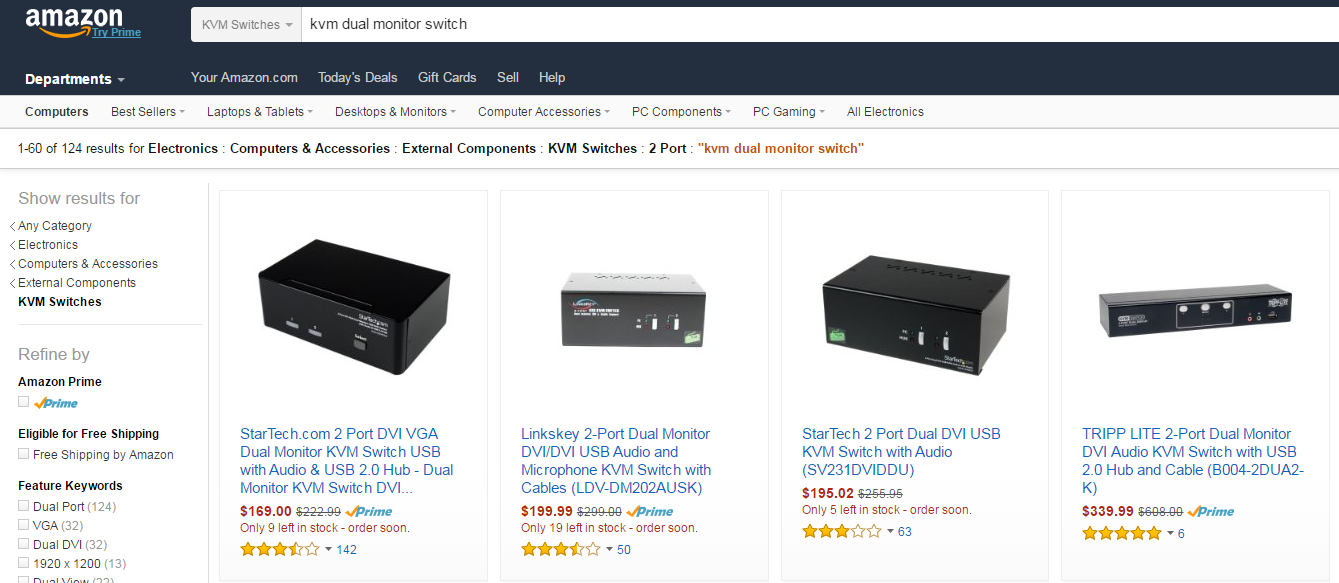 amazon
Try Prime
KVM Switches
kvm dual monitor switch
Departments
Your Amazon.com Today's Deals Gift Cards Sell Help
Computers Best Sellers Laptops & Tablets Desktops & Monitors Computer Accessories PC Components PC Gaming All Electronics
1-60 of 124 results for Electronics : Computers & Accessories : External Components : KVM Switches : 2 Port : "kvm dual monitor switch"
Show results for
Any Category
Electronics
Computers & Accessories
External Components
KVM Switches
Refine by
Amazon Prime
Prime
Eligible for Free Shipping
Free Shipping by Amazon
Feature Keywords
Dual Port (124)
VGA (32)
Dual DVI (32)
1920 x 1200 (13)
Dual View (22)
StarTech.com
StarTech.com 2 Port DVI VGA
Dual Monitor KVM Switch USB
with Audio & USB 2.0 Hub - Dual
Monitor KVM Switch DVI...
$169.00 $222.99 Prime
Only 9 left in stock - order soon.
142
Linkskey 2-Port Dual Monitor
DVI/DVI USB Audio and
Microphone KVM Switch with
Cables (LDV-DM202AUSK)
$199.99 $299.00 Prime
Only 19 left in stock - order soon.
50
StarTech.com
StarTech 2 Port Dual DVI USB
KVM Switch with Audio
(SV231DVIDDU)
$195.02 $255.95
Only 5 left in stock - order soon.
63
TRIPP LITE
TRIPP LITE 2-Port Dual Monitor
DVI Audio KVM Switch with USB
2.0 Hub and Cable (B004-2DUA2-
K)
$339.99 $608.00 Prime
6